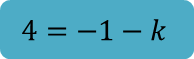 4 = −1 − k